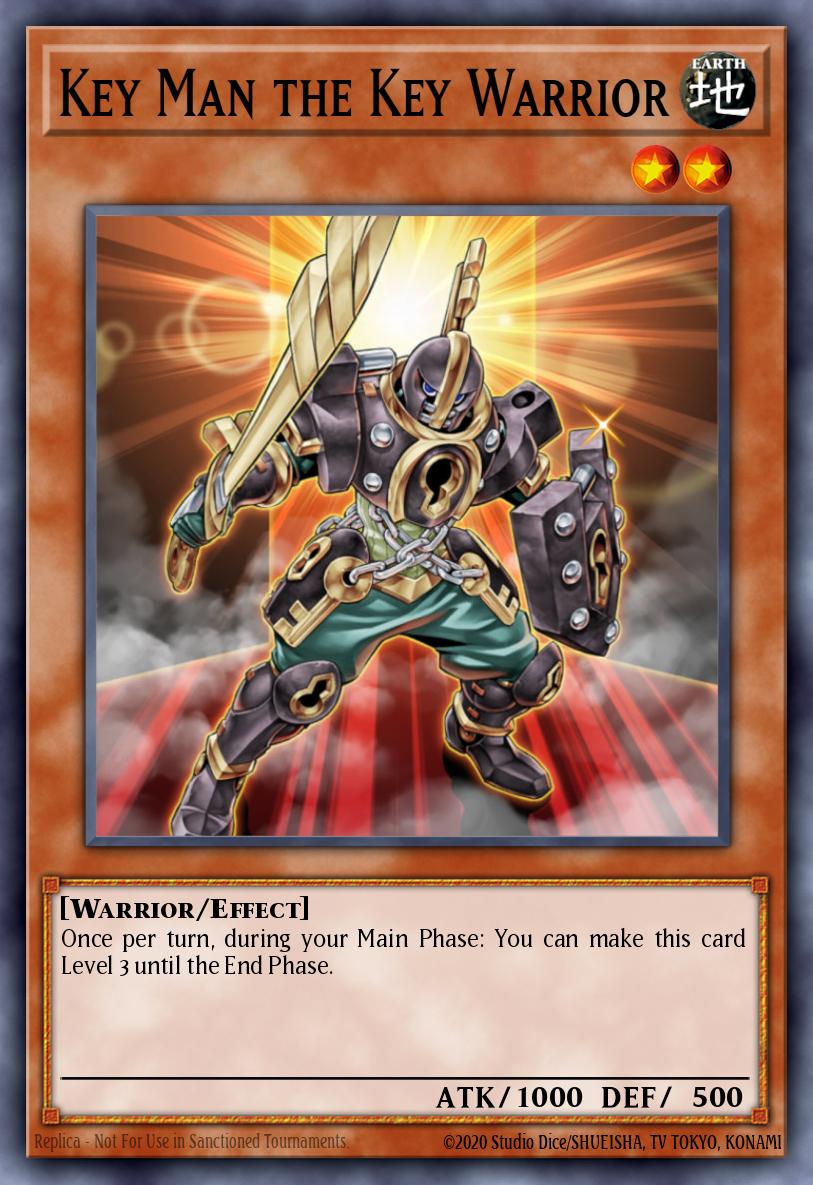 Key Man the Key Warrior
EARTH
地
[Warrior/Effect]
Once per turn, during your Main Phase: You can make this card
Level 3 until the End Phase.
ATK/1000 DEF/ 500
Replica - Not For Use in Sanctioned Tournaments.
©2020 Studio Dice/SHUEISHA, TV TOKYO, KONAMI